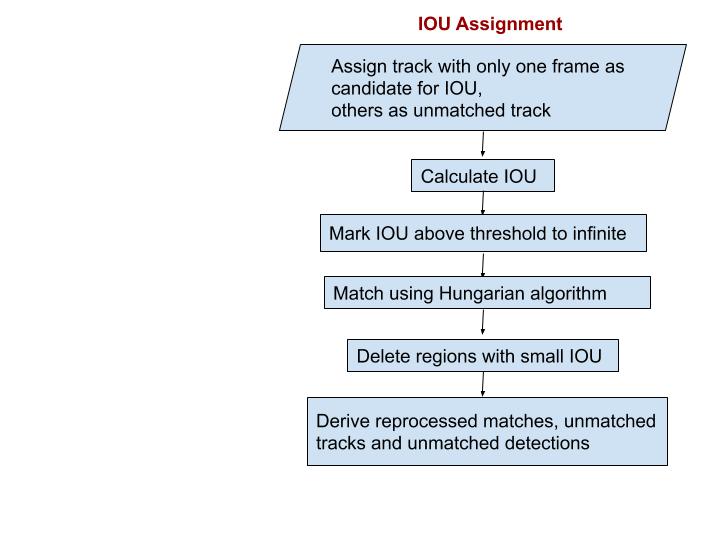 IOU Assignment
Assign track with only one frame as
candidate for IOU,
others as unmatched track
Calculate IOU
Mark IOU above threshold to infinite
Match using Hungarian algorithm
Delete regions with small IOU
Derive reprocessed matches, unmatched
tracks and unmatched detections